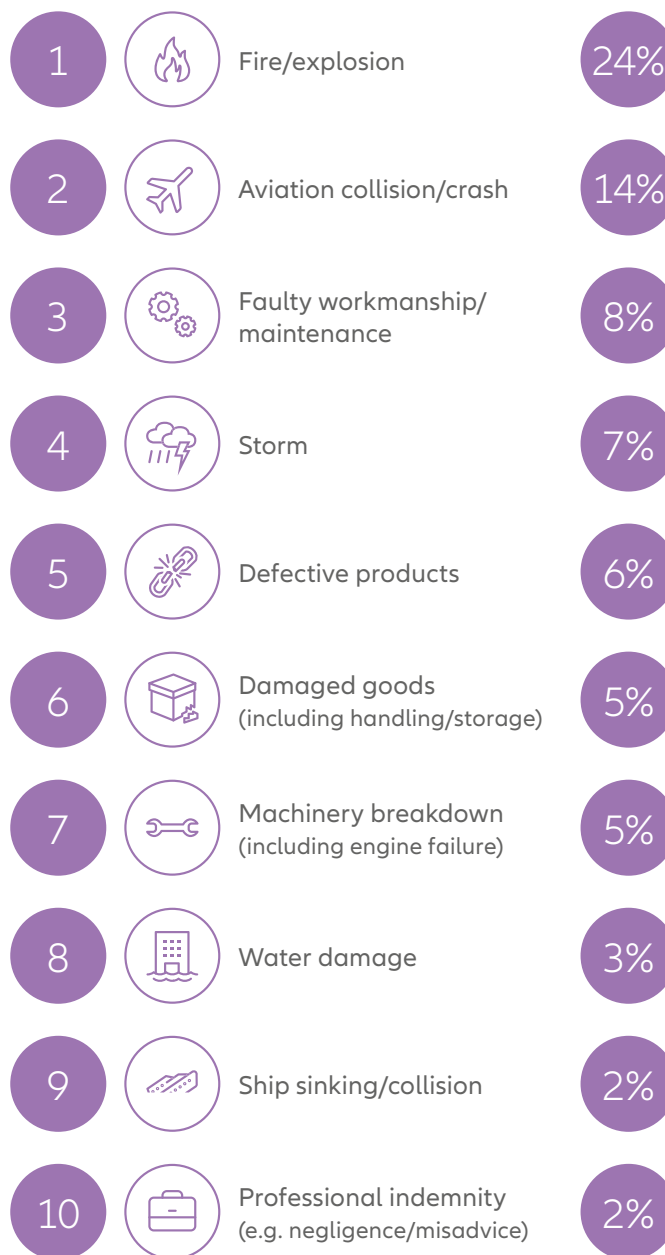 1 Fire/explosion 24%
2 Aviation collision/crash 14%
3 Faulty workmanship/
maintenance 8%
4 Storm 7%
5 Defective products 6%
6 Damaged goods
(including handling/storage) 5%
7 Machinery breakdown
(including engine failure) 5%
8 Water damage 3%
9 Ship sinking/collision 2%
10 Professional indemnity
(e.g. negligence/misadvice) 2%